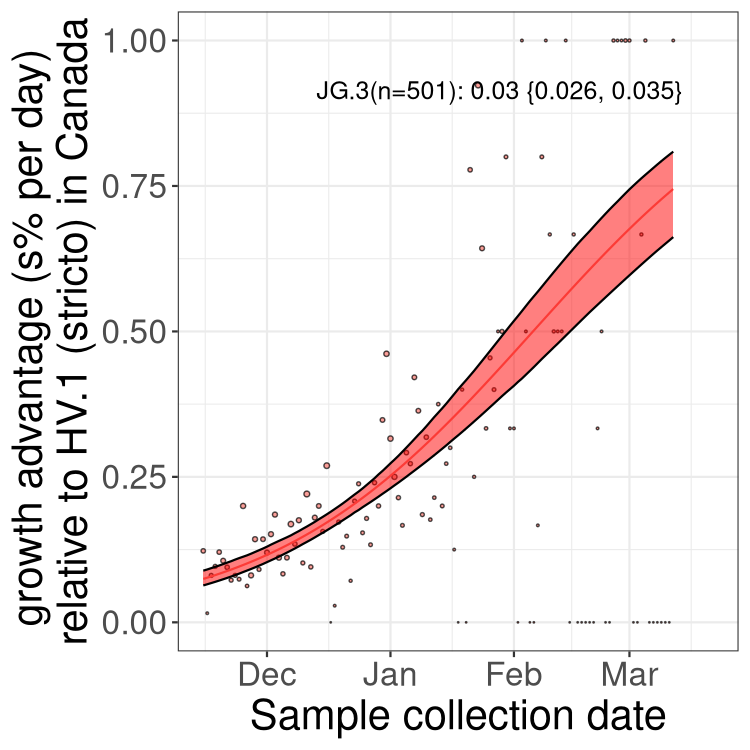 growth advantage (s% per day)
relative to HV.1 (stricto) in Canada
1.00
0.75
0.50
0.25
0.00
JG.3(n=501): 0.03 {0.026, 0.035}
Dec Jan Feb Mar
Sample collection date